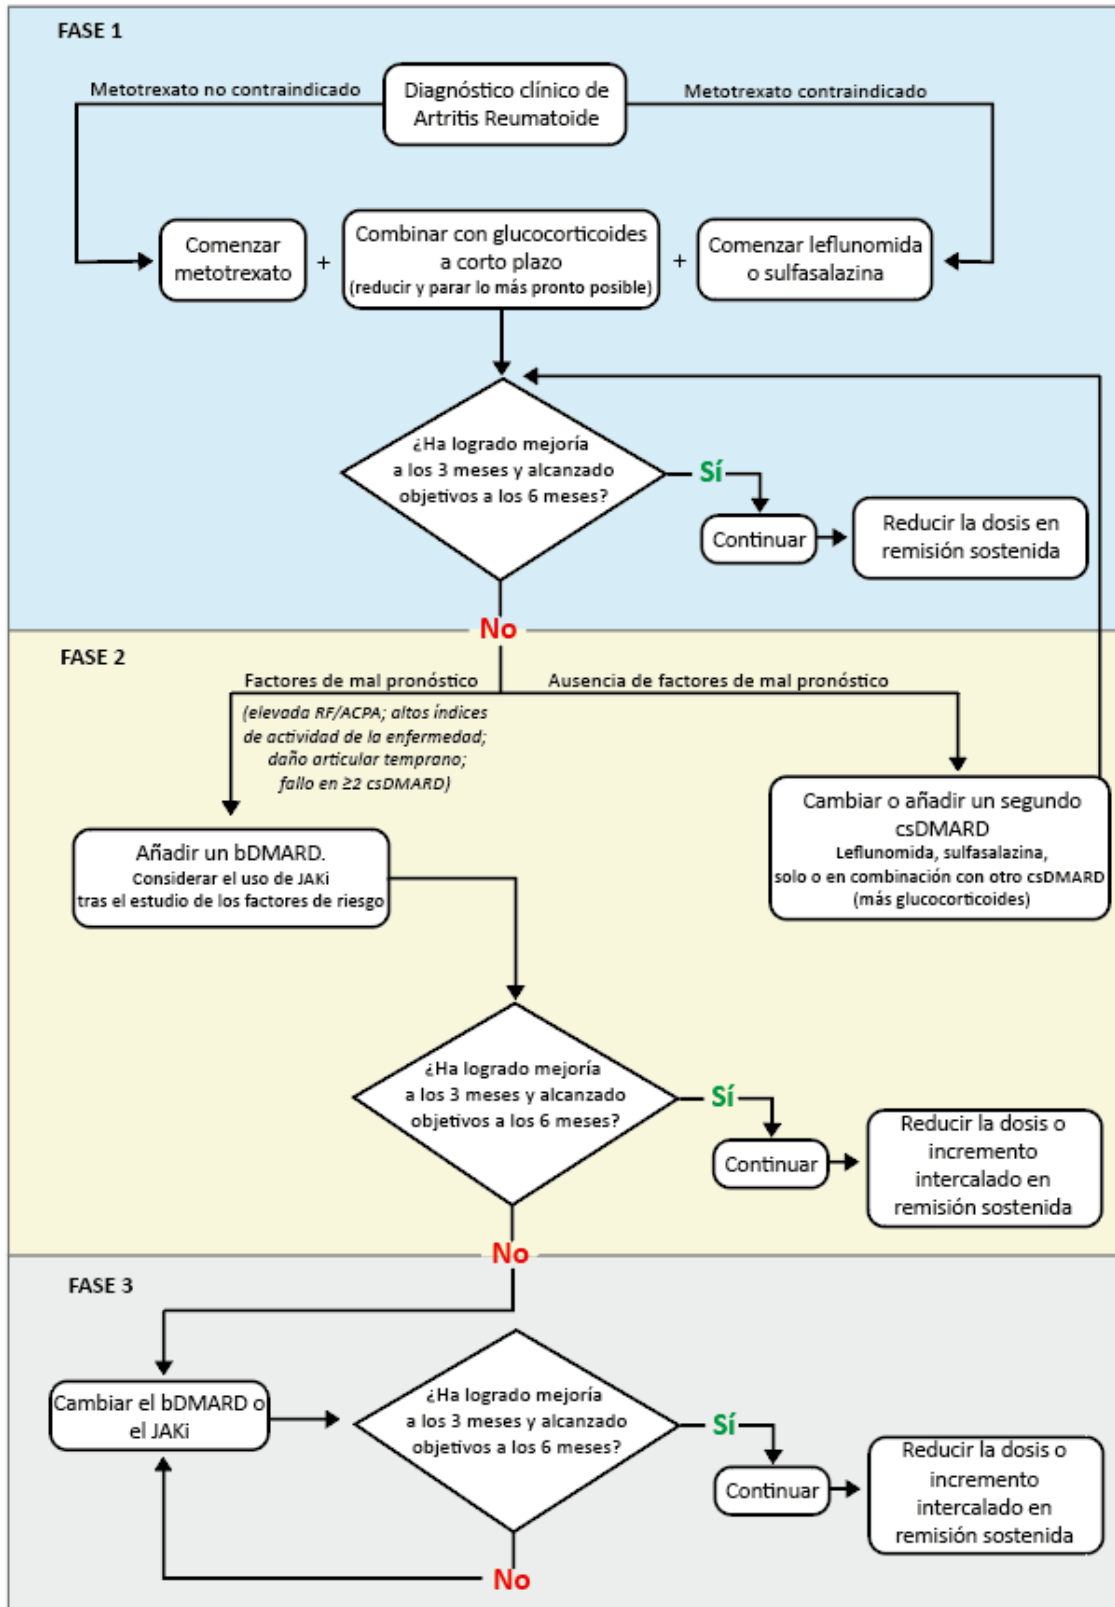 FASE 1
Metotrexato no contraindicado
Diagnóstico clínico de
Artritis Reumatoide
Metotrexato contraindicado
Comenzar
metotrexato
+
Combinar con glucocorticoides
a corto plazo
(reducir y parar lo más pronto posible)
+
Comenzar leflunomida
o sulfasalazina
¿Ha logrado mejoría
a los 3 meses y alcanzado
objetivos a los 6 meses?
Sí
Continuar
Reducir la dosis en
remisión sostenida
No
FASE 2
Factores de mal pronóstico
Ausencia de factores de mal pronóstico
(elevada RF/ACPA; altos índices
de actividad de la enfermedad;
daño articular temprano;
fallo en ≥2 csDMARD)
Añadir un bDMARD.
Considerar el uso de JAKi
tras el estudio de los factores de riesgo
Cambiar o añadir un segundo
csDMARD
Leflunomida, sulfasalazina,
solo o en combinación con otro csDMARD
(más glucocorticoides)
¿Ha logrado mejoría
a los 3 meses y alcanzado
objetivos a los 6 meses?
Sí
Continuar
Reducir la dosis o
incremento
intercalado en
remisión sostenida
No
FASE 3
Cambiar el bDMARD o
el JAKi
¿Ha logrado mejoría
a los 3 meses y alcanzado
objetivos a los 6 meses?
Sí
Continuar
Reducir la dosis o
incremento
intercalado en
remisión sostenida
No